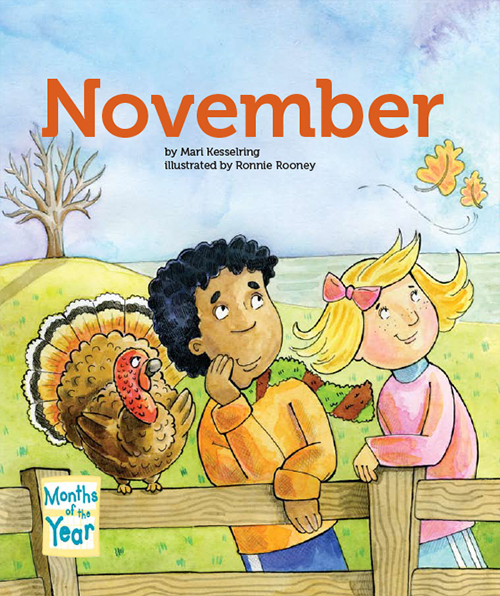 November
by Mari Kesselring
illustrated by Ronnie Rooney
Months
of the
Year